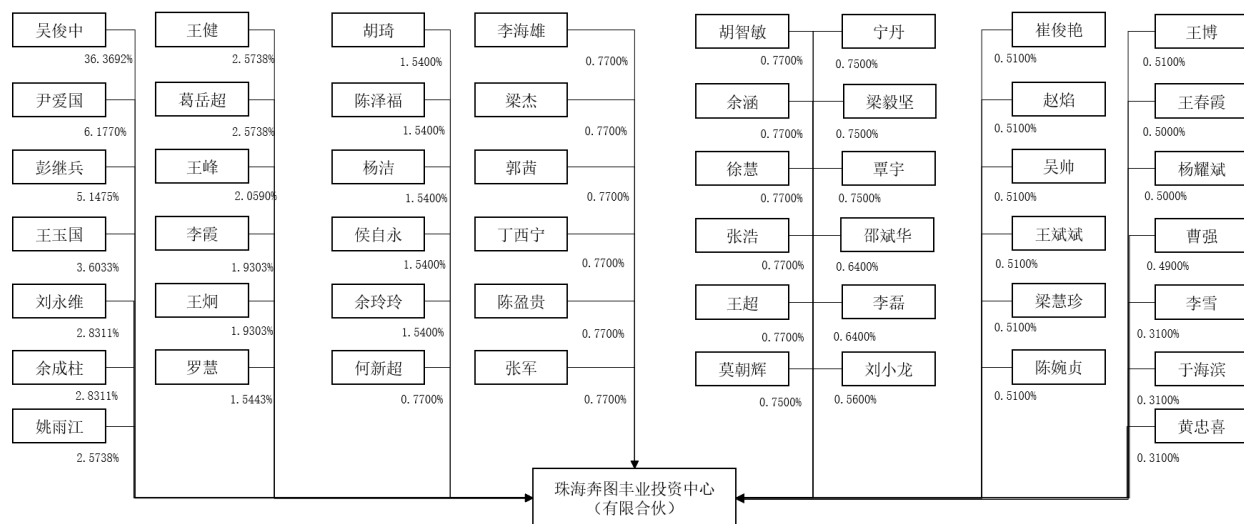 吴俊中
36.3692%
尹爱国
6.1770%
彭继兵
5.1475%
王玉国
3.6033%
刘永维
2.8311%
余成柱
2.8311%
姚雨江
2.5738%
王健
2.5738%
葛岳超
2.5738%
王峰
2.0590%
李霞
1.9303%
王炯
1.9303%
罗慧
1.5443%
胡琦
1.5400%
陈泽福
1.5400%
杨洁
1.5400%
侯自永
1.5400%
余玲玲
1.5400%
何新超
0.7700%
李海雄
0.7700%
梁杰
0.7700%
郭茜
0.7700%
丁西宁
0.7700%
陈盈贵
0.7700%
张军
0.7700%
胡智敏
0.7700%
余涵
0.7700%
徐慧
0.7700%
张浩
0.7700%
王超
0.7700%
莫朝辉
0.7500%
宁丹
0.7500%
梁毅坚
0.7500%
覃宇
0.7500%
邵斌华
0.6400%
李磊
0.6400%
刘小龙
0.5600%
崔俊艳
0.5100%
赵焰
0.5100%
吴帅
0.5100%
王斌斌
0.5100%
梁慧珍
0.5100%
陈婉贞
0.5100%
王博
0.5100%
王春霞
0.5000%
杨耀斌
0.5000%
曹强
0.4900%
李雪
0.3100%
于海滨
0.3100%
黄忠喜
0.3100%
珠海奔图丰业投资中心
（有限合伙）